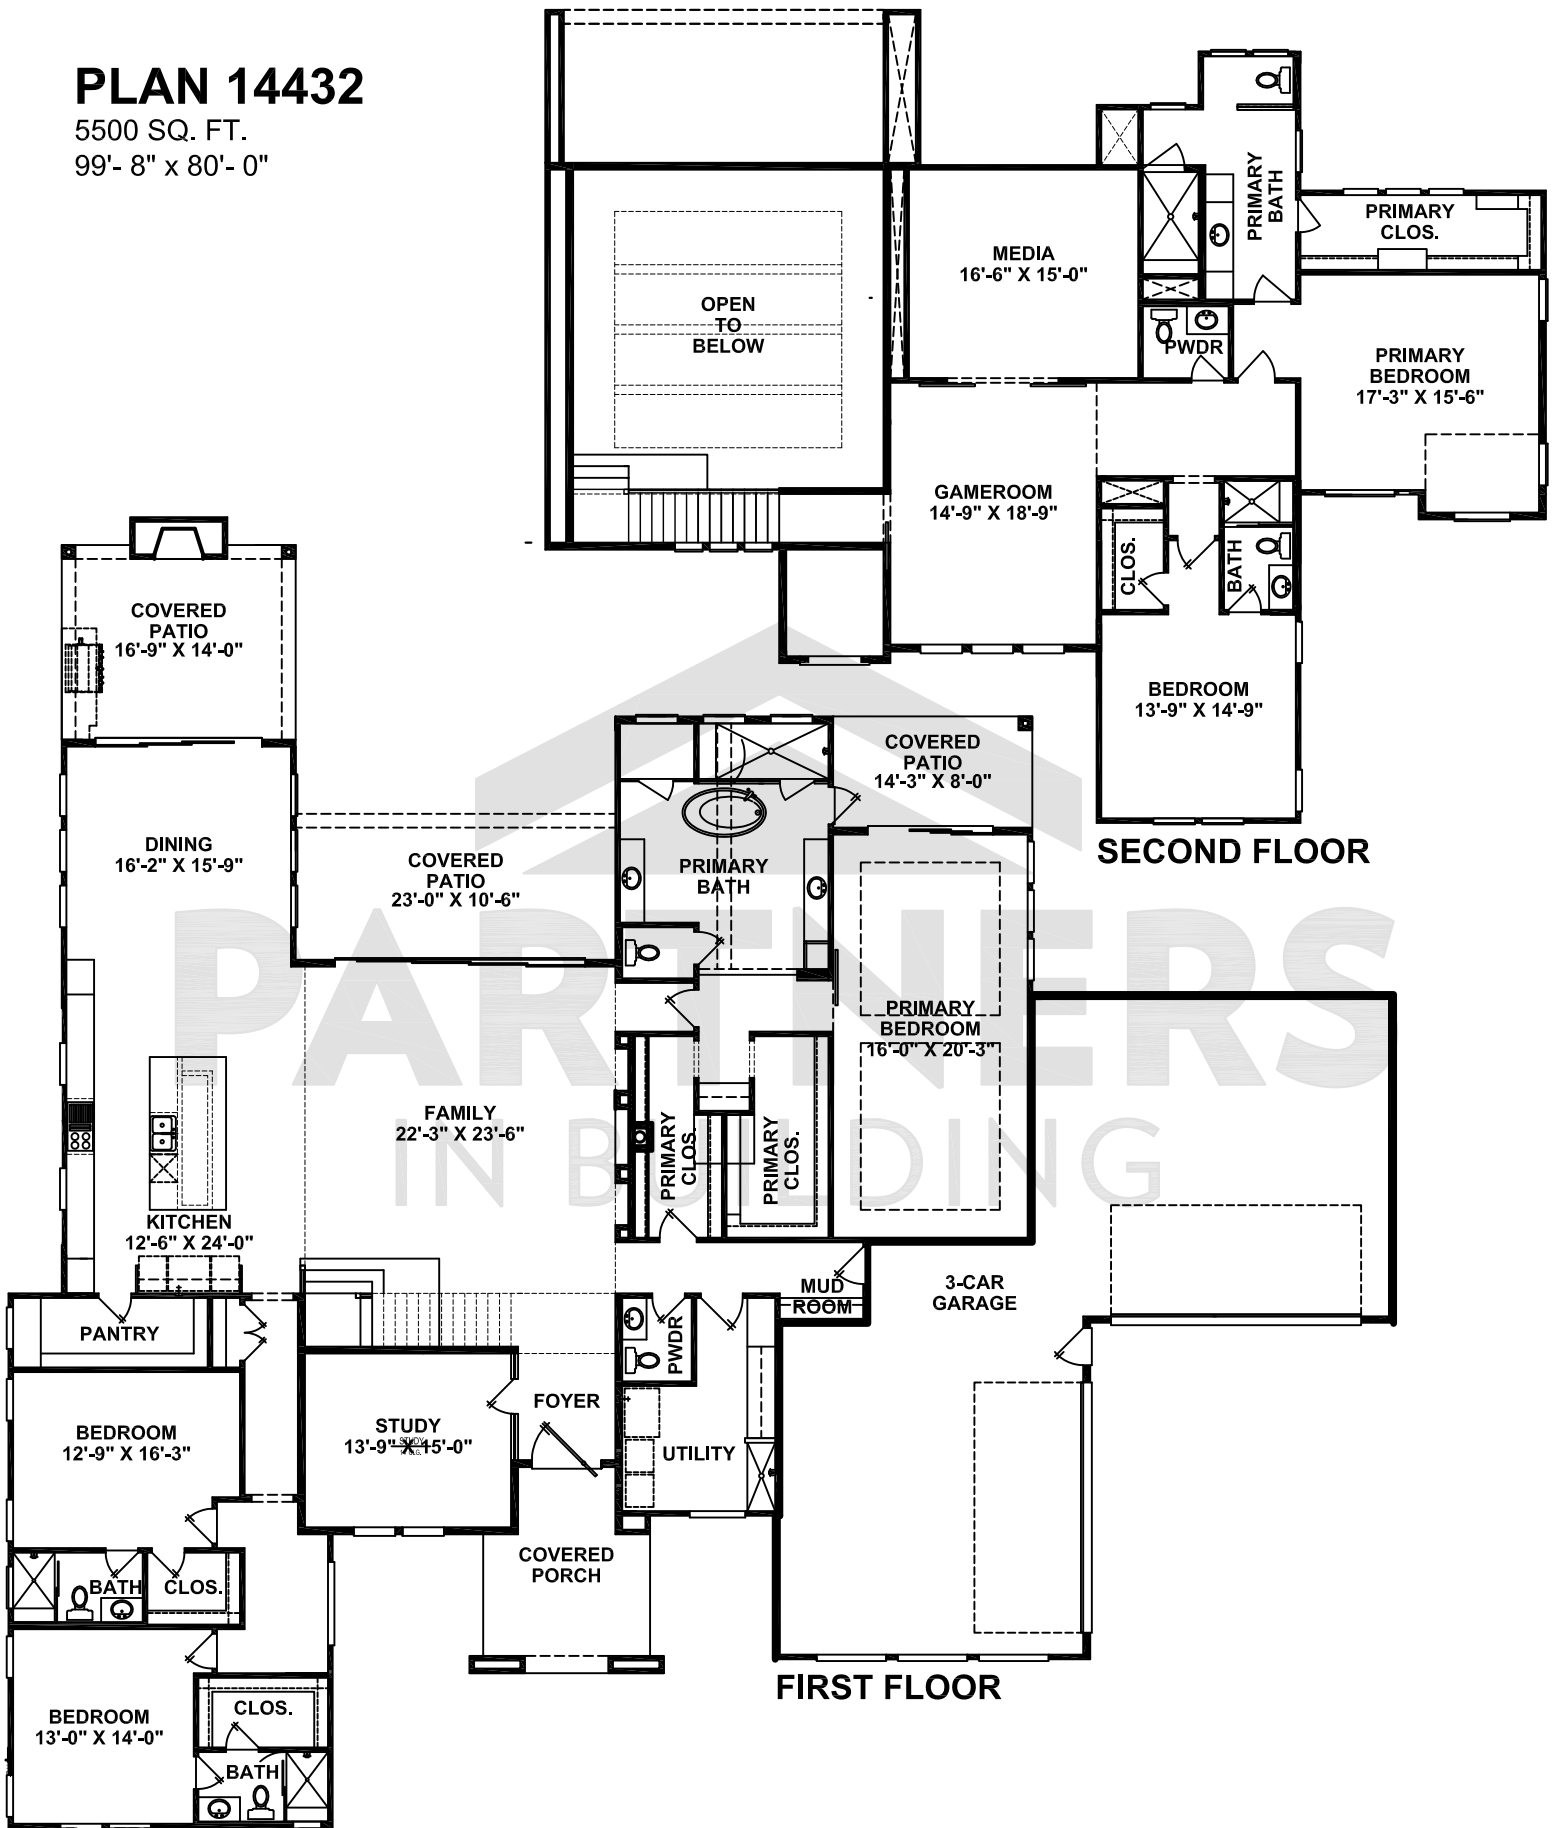 PLAN 14432
5500 SQ. FT.
99'- 8" x 80'- 0"
PRIMARY
BATH
PRIMARY
CLOS.
MEDIA
16'-6" X 15'-0"
OPEN
TO
BELOW
PWDR
PRIMARY
BEDROOM
17'-3" X 15'-6"
GAMEROOM
14'-9" X 18'-9"
CLOS.
BATH
BEDROOM
13'-9" X 14'-9"
SECOND FLOOR
COVERED
PATIO
16'-9" X 14'-0"
COVERED
PATIO
14'-3" X 8'-0"
DINING
16'-2" X 15'-9"
COVERED
PATIO
23'-0" X 10'-6"
PRIMARY
BATH
PARTNERS
IN BUILDING
PRIMARY
BEDROOM
16'-0" X 20'-3"
FAMILY
22'-3" X 23'-6"
PRIMARY
CLOS.
PRIMARY
CLOS.
KITCHEN
12'-6" X 24'-0"
MUD
ROOM
3-CAR
GARAGE
PANTRY
PWDR
FOYER
BEDROOM
12'-9" X 16'-3"
STUDY
13'-9" X 15'-0"
UTILITY
COVERED
PORCH
BATH
CLOS.
FIRST FLOOR
CLOS.
BEDROOM
13'-0" X 14'-0"
BATH